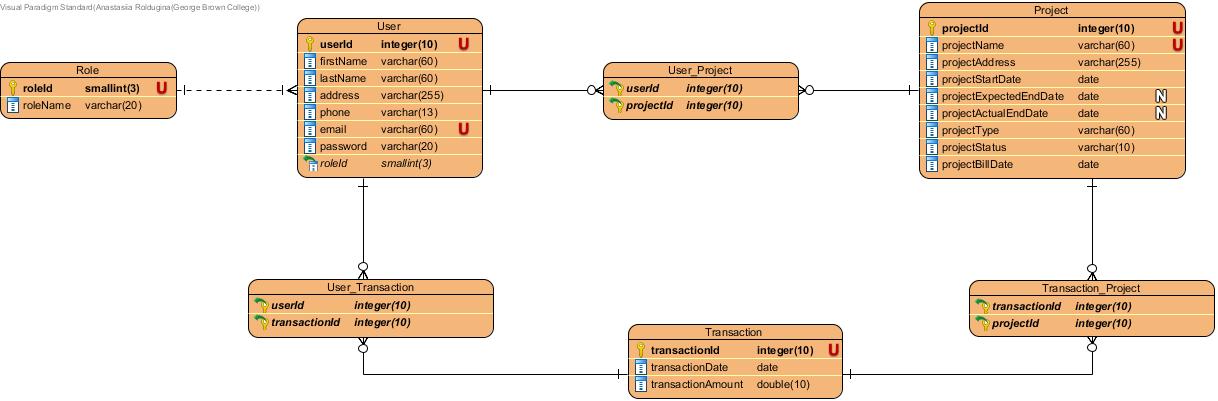 Visual Paradigm Standard(Anastasiia Roldugina(George Brown College))
Role
roleId smallint(3) U
roleName varchar(20)
User
userId integer(10) U
firstName varchar(60)
lastName varchar(60)
address varchar(255)
phone varchar(13)
email varchar(60) U
password varchar(20)
roleId smallint(3)
User_Project
userId integer(10)
projectId integer(10)
Project
projectId integer(10) U
projectName varchar(60) U
projectAddress varchar(255)
projectStartDate date
projectExpectedEndDate date N
projectActualEndDate date N
projectType varchar(60)
projectStatus varchar(10)
projectBillDate date
User_Transaction
userId integer(10)
transactionId integer(10)
Transaction
transactionId integer(10) U
transactionDate date
transactionAmount double(10)
Transaction_Project
transactionId integer(10)
projectId integer(10)